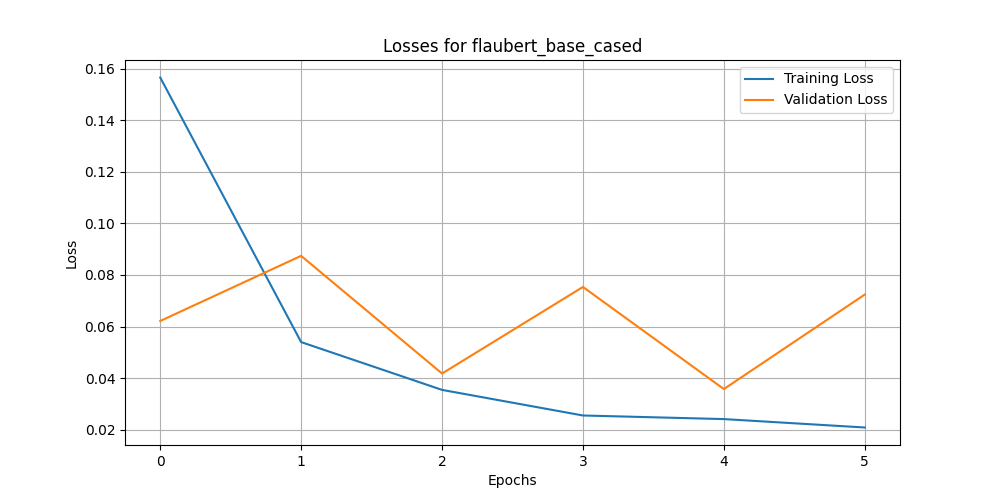 Losses for flaubert_base_cased
Training Loss
Validation Loss
0.16
0.14
0.12
0.10
0.08
0.06
0.04
0.02
Loss
0 1 2 3 4 5
Epochs